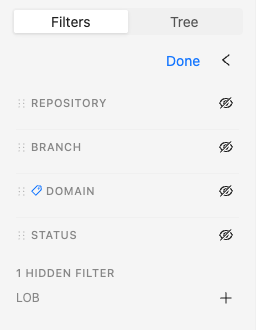 Filters Tree
Done
REPOSITORY
BRANCH
DOMAIN
STATUS
1 HIDDEN FILTER
LOB